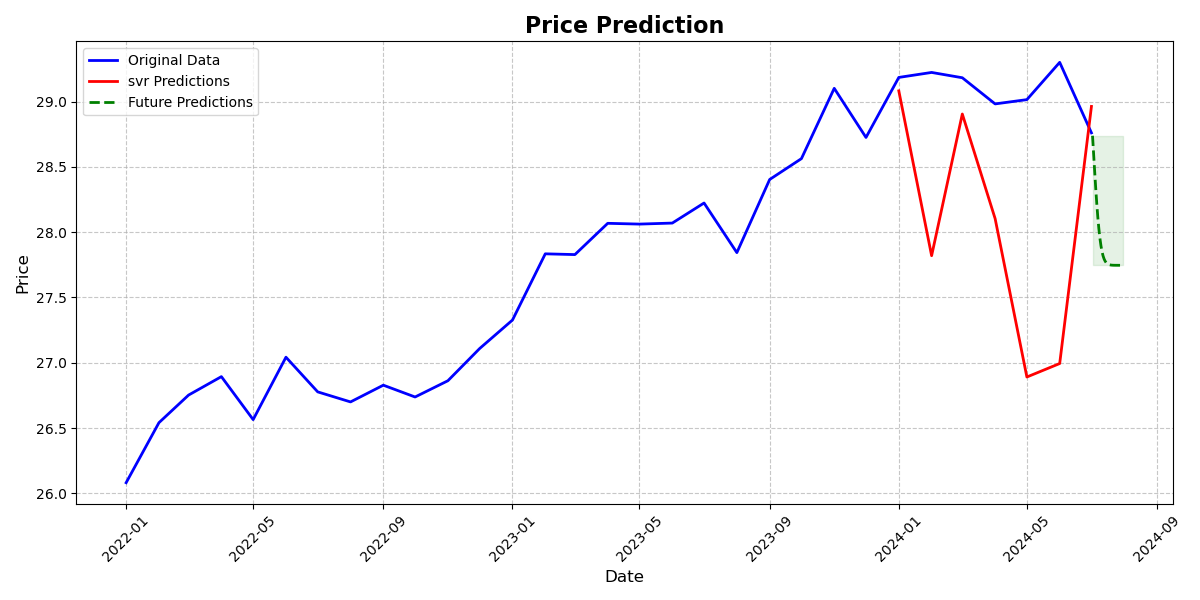 Price Prediction
Original Data
svr Predictions
Future Predictions
Price
29.0
28.5
28.0
27.5
27.0
26.5
26.0
2022-01
2022-05
2022-09
2023-01
2023-05
2023-09
2024-01
2024-05
2024-09
Date